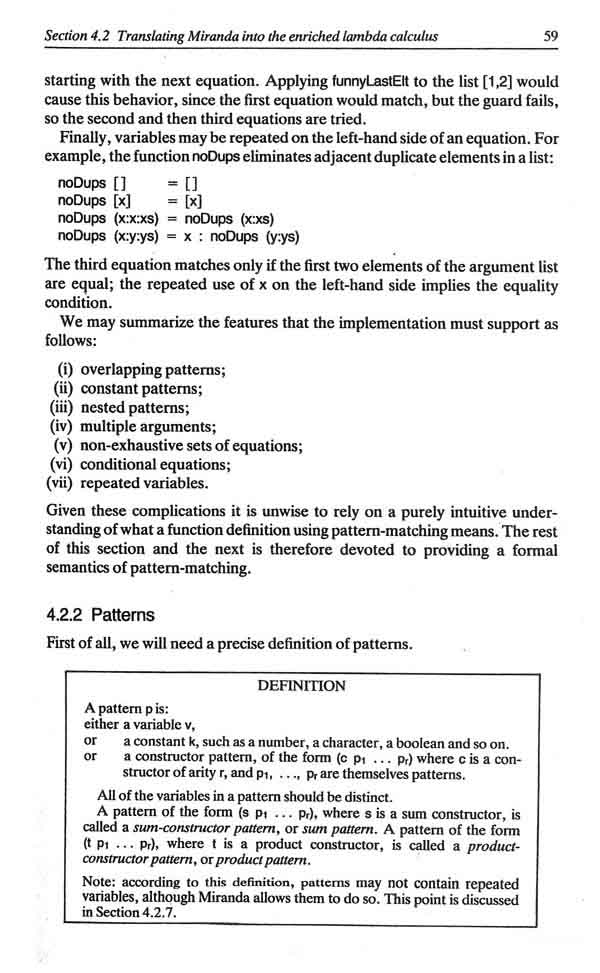 Section 4.2 Translating Miranda into the enriched lambda calculus 59
starting with the next equation. Applying funnyLastElt to the list [1,2] would
cause this behavior, since the first equation would match, but the guard fails,
so the second and then third equations are tried.
Finally, variables may be repeated on the left-hand side of an equation. For
example, the function noDups eliminates adjacent duplicate elements in a list:
noDups [] = []
noDups [x] = [x]
noDups (x:x:xs) = noDups (x:xs)
noDups (x:y:ys) = x : noDups (y:ys)
The third equation matches only if the first two elements of the argument list
are equal; the repeated use of x on the left-hand side implies the equality
condition.
We may summarize the features that the implementation must support as
follows:
(i) overlapping patterns;
(ii) constant patterns;
(iii) nested patterns;
(iv) multiple arguments;
(v) non-exhaustive sets of equations;
(vi) conditional equations;
(vii) repeated variables.
Given these complications it is unwise to rely on a purely intuitive under-
standing of what a function definition using pattern-matching means. The rest
of this section and the next is therefore devoted to providing a formal
semantics of pattern-matching.
4.2.2 Patterns
First of all, we will need a precise definition of patterns.
DEFINITION
A pattern p is:
either a variable v,
or a constant k, such as a number, a character, a boolean and so on.
or a constructor pattern, of the form (c p₁ ... pᵣ) where c is a con-
structor of arity r, and p₁, ..., pᵣ are themselves patterns.
All of the variables in a pattern should be distinct.
A pattern of the form (s p₁ ... pᵣ), where s is a sum constructor, is
called a sum-constructor pattern, or sum pattern. A pattern of the form
(t p₁ ... pᵣ), where t is a product constructor, is called a product-
constructor pattern, or product pattern.
Note: according to this definition, patterns may not contain repeated
variables, although Miranda allows them to do so. This point is discussed
in Section 4.2.7.